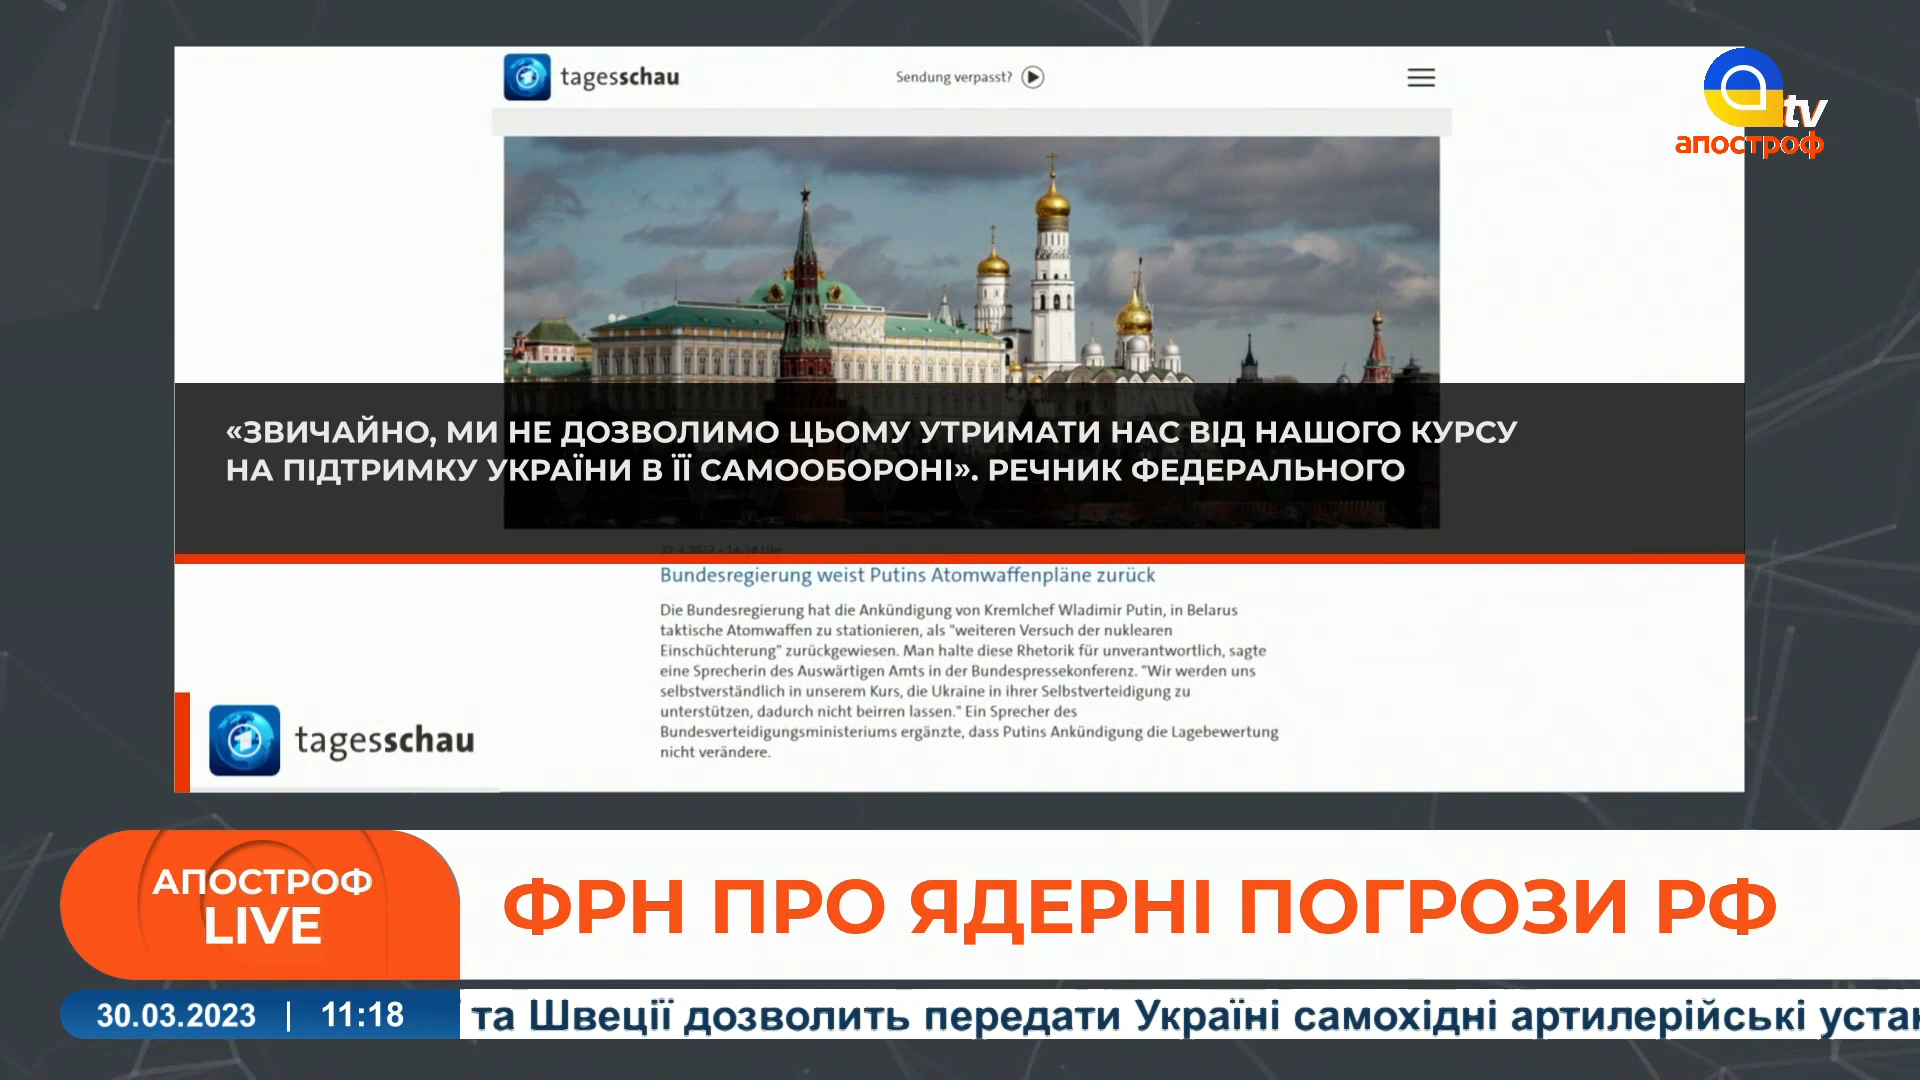 tagesschau
Sendung verpasst?
tv
апостроф
«ЗВИЧАЙНО, МИ НЕ ДОЗВОЛИМО ЦЬОМУ УТРИМАТИ НАС ВІД НАШОГО КУРСУ
НА ПІДТРИМКУ УКРАЇНИ В ЇЇ САМООБОРОНІ». РЕЧНИК ФЕДЕРАЛЬНОГО
Bundesregierung weist Putins Atomwaffenpläne zurück
Die Bundesregierung hat die Ankündigung von Kremlchef Wladimir Putin, in Belarus
taktische Atomwaffen zu stationieren, als "weiteren Versuch der nuklearen
Einschüchterung" zurückgewiesen. Man halte diese Rhetorik für unverantwortlich, sagte
eine Sprecherin des Auswärtigen Amts in der Bundespressekonferenz. "Wir werden uns
selbstverständlich in unserem Kurs, die Ukraine in ihrer Selbstverteidigung zu
unterstützen, dadurch nicht beirren lassen." Ein Sprecher des
Bundesverteidigungsministeriums ergänzte, dass Putins Ankündigung die Lagebewertung
nicht verändere.
tagesschau
АПОСТРОФ
LIVE
ФРН ПРО ЯДЕРНІ ПОГРОЗИ РФ
30.03.2023 | 11:18
та Швеції дозволить передати Україні самохідні артилерійські